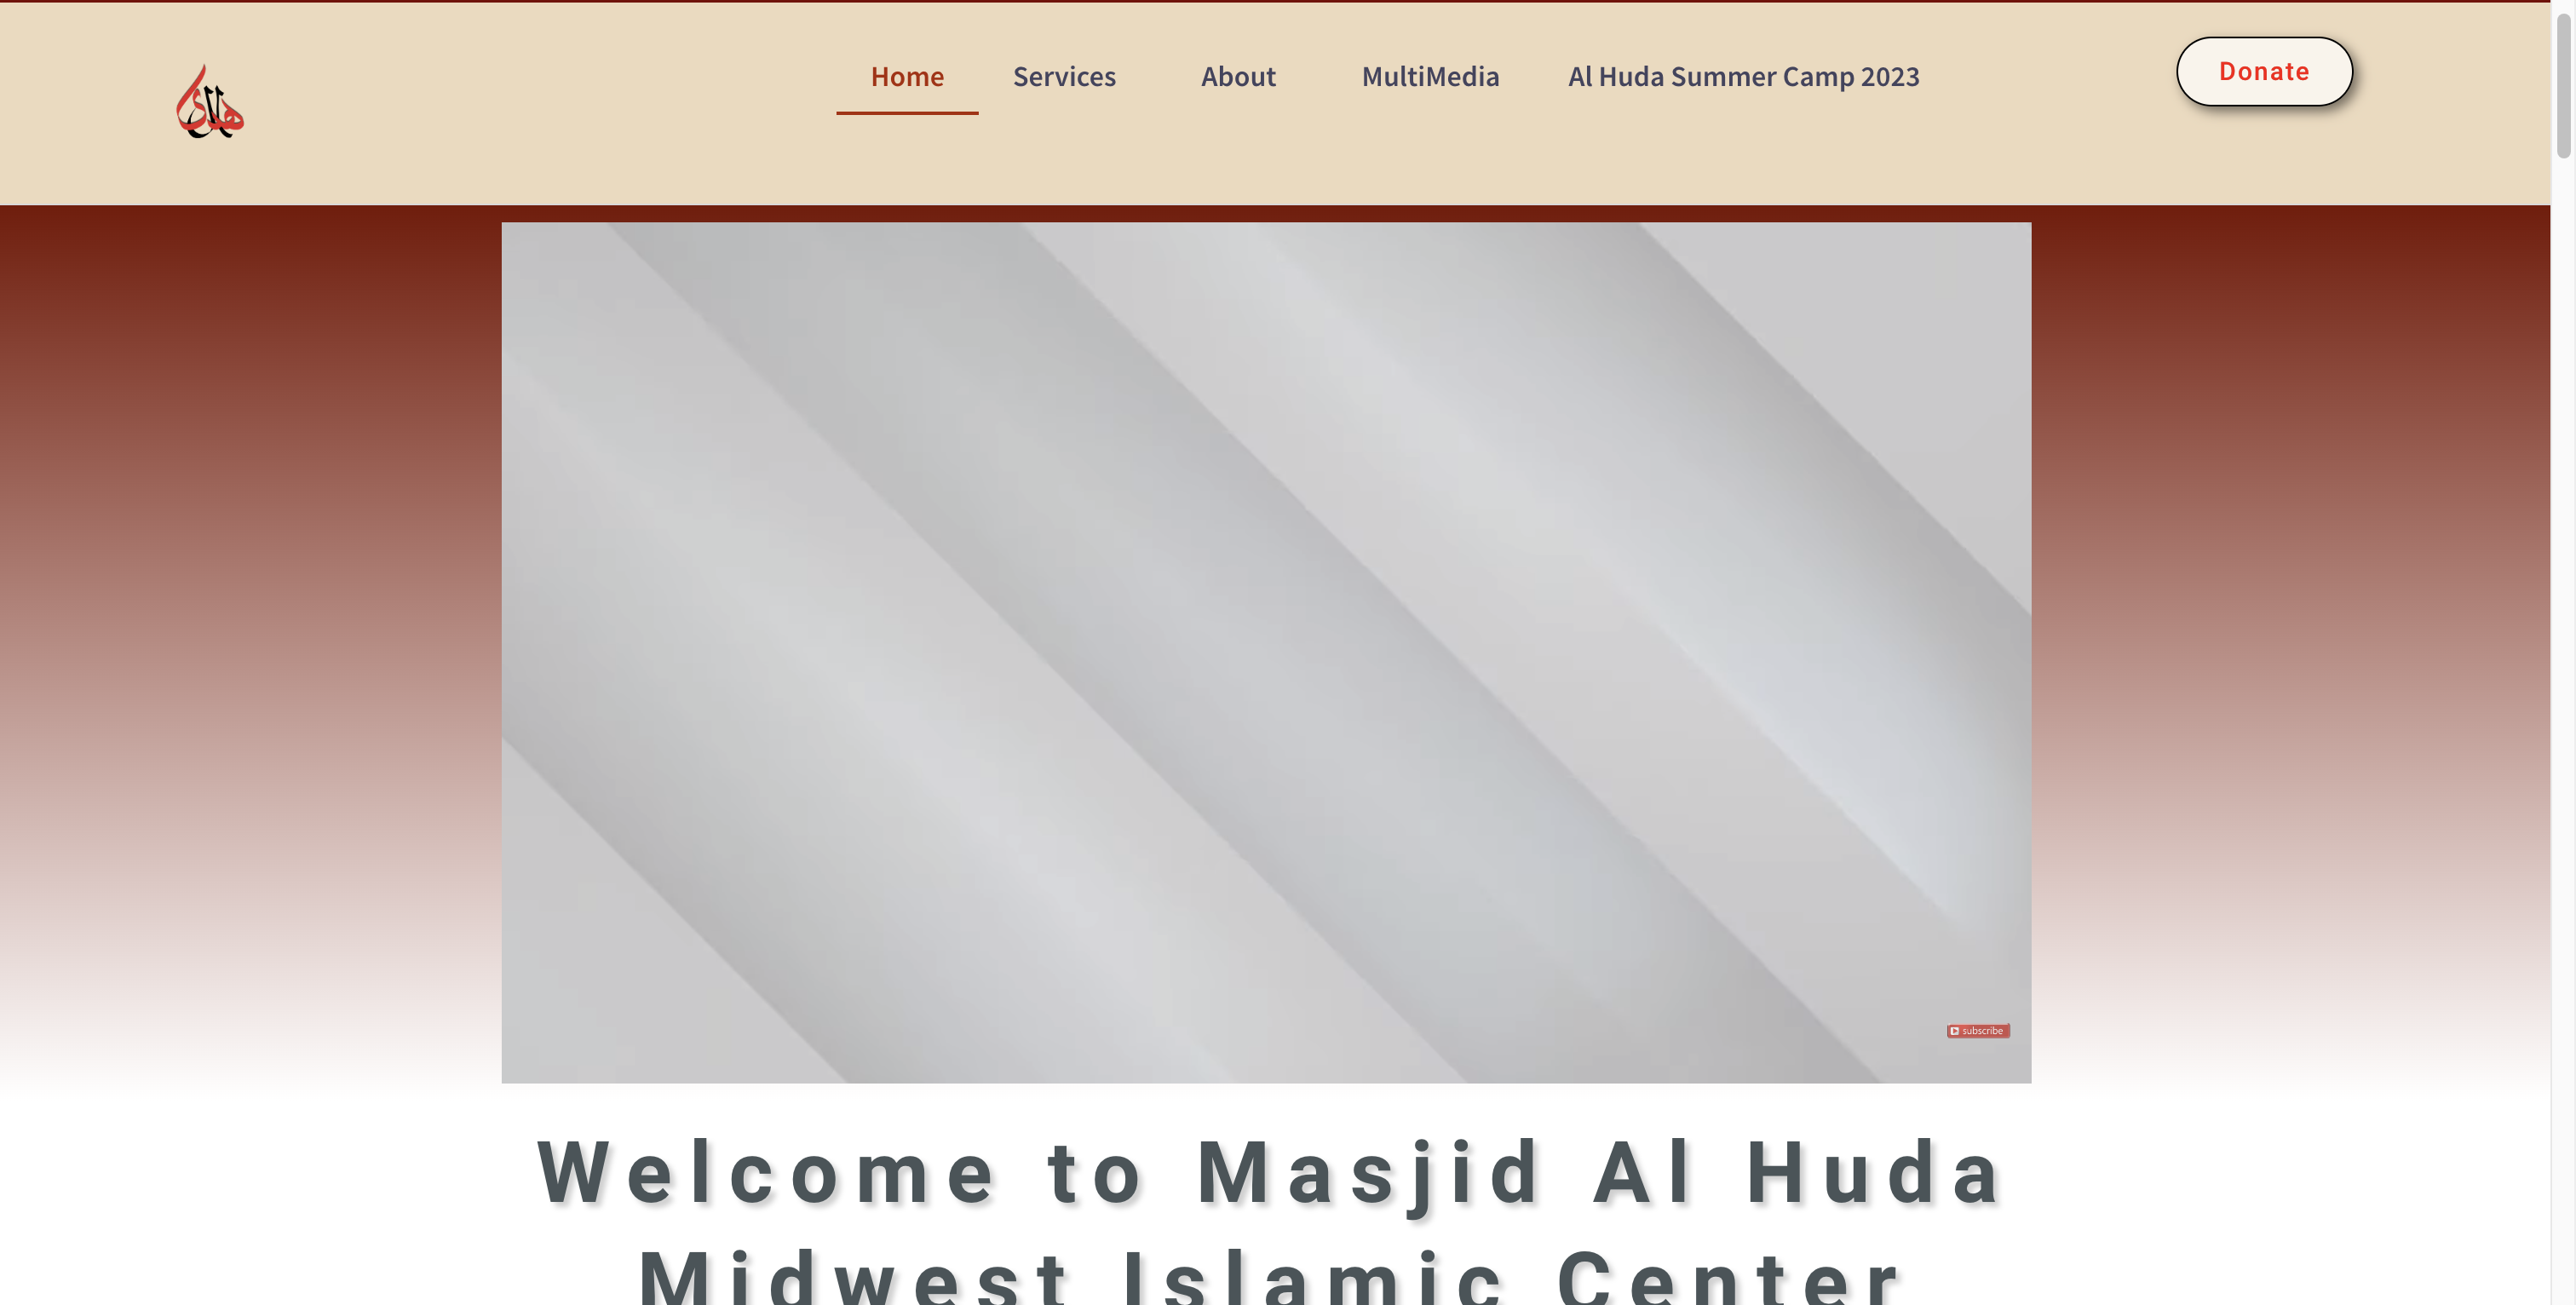 الهدى
Home Services About MultiMedia Al Huda Summer Camp 2023
Donate
subscribe
Welcome to Masjid Al Huda
Midwest Islamic Center